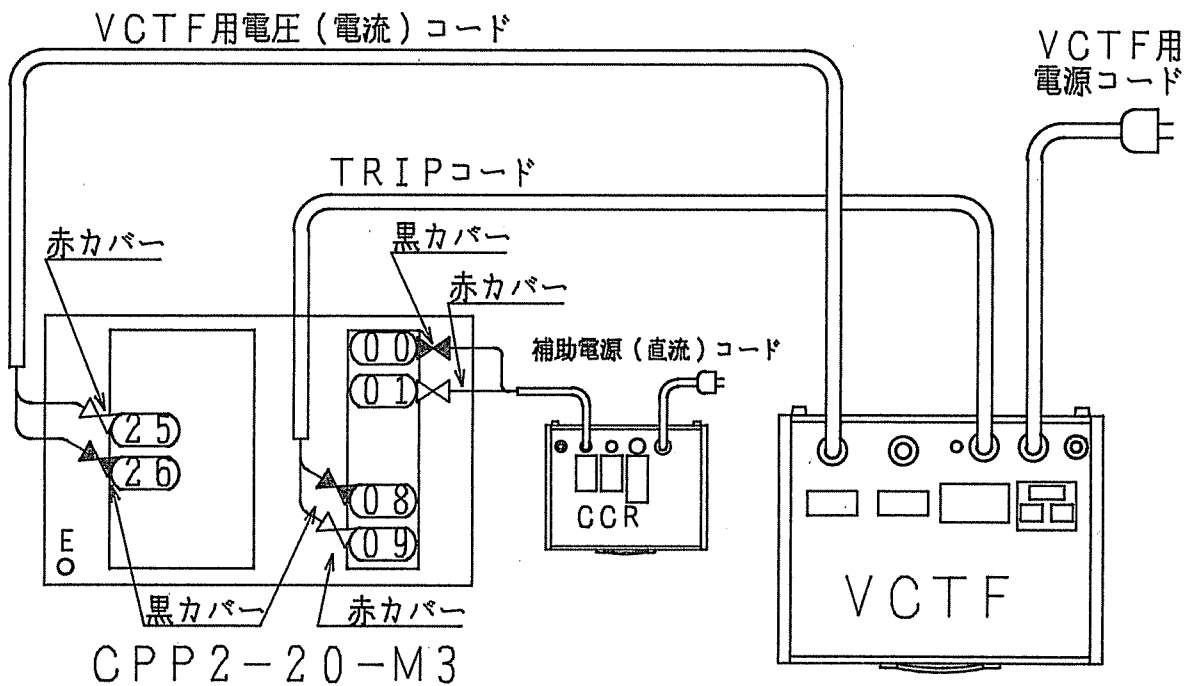 VCTF用電圧(電流)コード
VCTF用
電源コード
TRIPコード
赤カバー
黒カバー
赤カバー
補助電源(直流)コード
00
01
25
26
08
09
CCR
VCTF
E
黒カバー
赤カバー
CPP2-20-M3